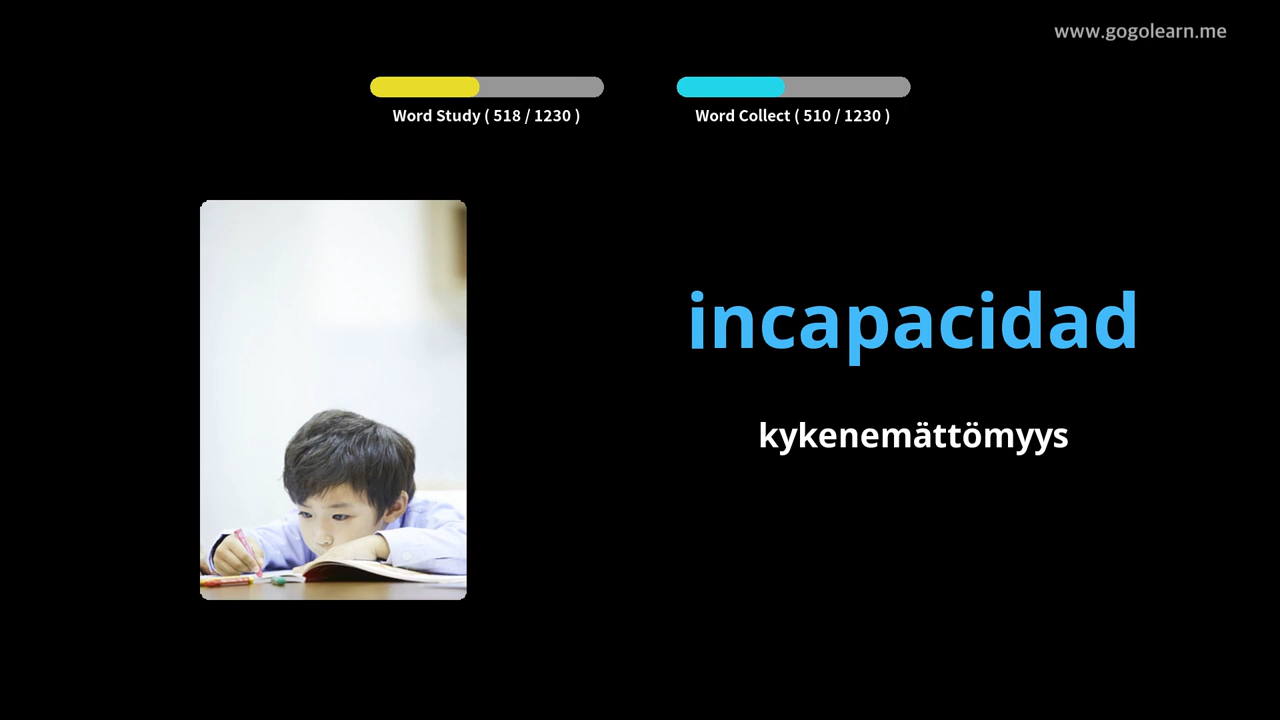 www.gogolearn.me
Word Study ( 518 / 1230 )
Word Collect ( 510 / 1230 )
incapacidad
kykenemättömyys